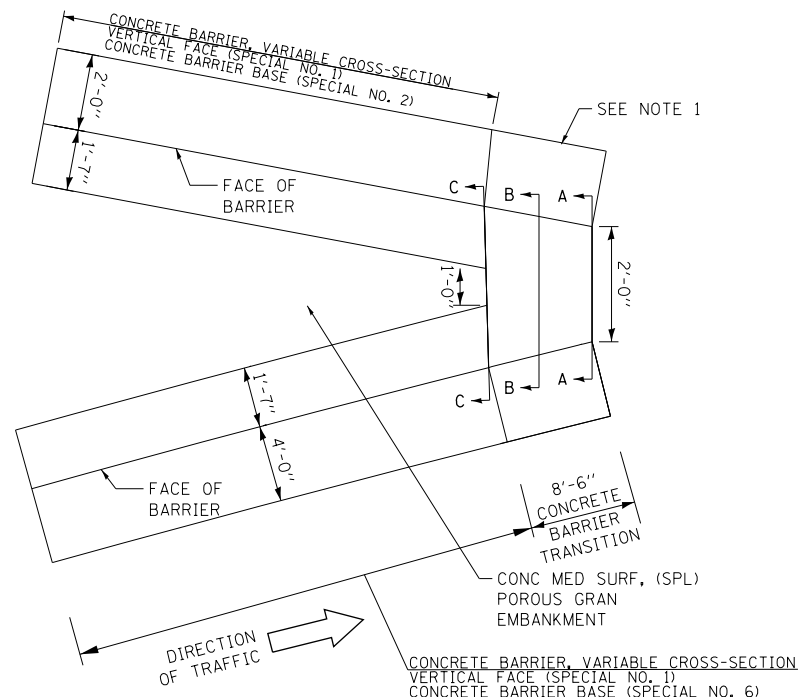 CONCRETE BARRIER, VARIABLE CROSS-SECTION
VERTICAL FACE (SPECIAL NO. 1)
CONCRETE BARRIER BASE (SPECIAL NO. 2)
2'-0"
1'-7"
SEE NOTE 1
FACE OF
BARRIER
C
B
A
1'-0"
2'-0"
1'-7"
4'-0"
C
B
A
FACE OF
BARRIER
8'-6"
CONCRETE
BARRIER
TRANSITION
CONC MED SURF, (SPL)
POROUS GRAN
EMBANKMENT
DIRECTION
OF TRAFFIC
CONCRETE BARRIER, VARIABLE CROSS-SECTION
VERTICAL FACE (SPECIAL NO. 1)
CONCRETE BARRIER BASE (SPECIAL NO. 6)